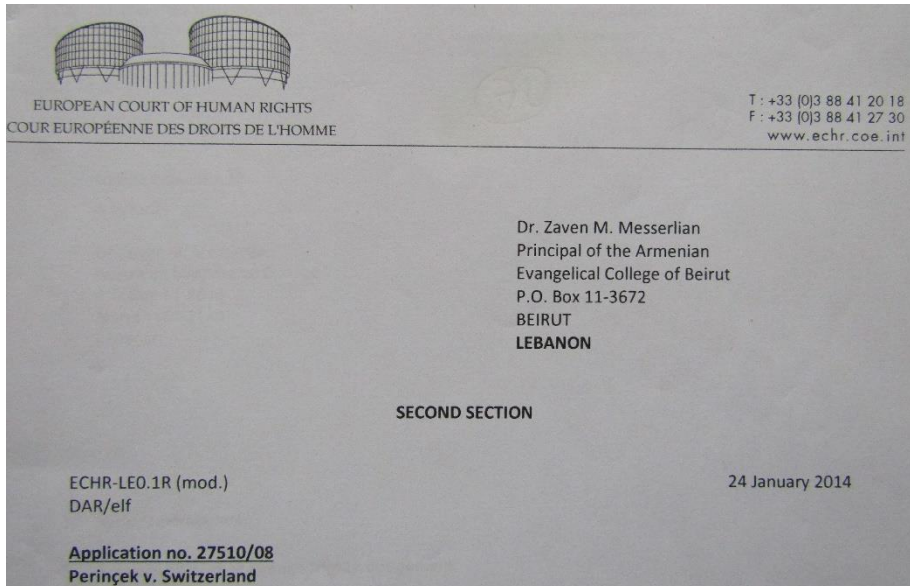 EUROPEAN COURT OF HUMAN RIGHTS
COUR EUROPÉENNE DES DROITS DE L'HOMME
T : +33 (0)3 88 41 20 18
F : +33 (0)3 88 41 27 30
www.echr.coe.int
Dr. Zaven M. Messerlian
Principal of the Armenian
Evangelical College of Beirut
P.O. Box 11-3672
BEIRUT
LEBANON
SECOND SECTION
ECHR-LE0.1R (mod.)
DAR/elf
24 January 2014
Application no. 27510/08
Perinçek v. Switzerland